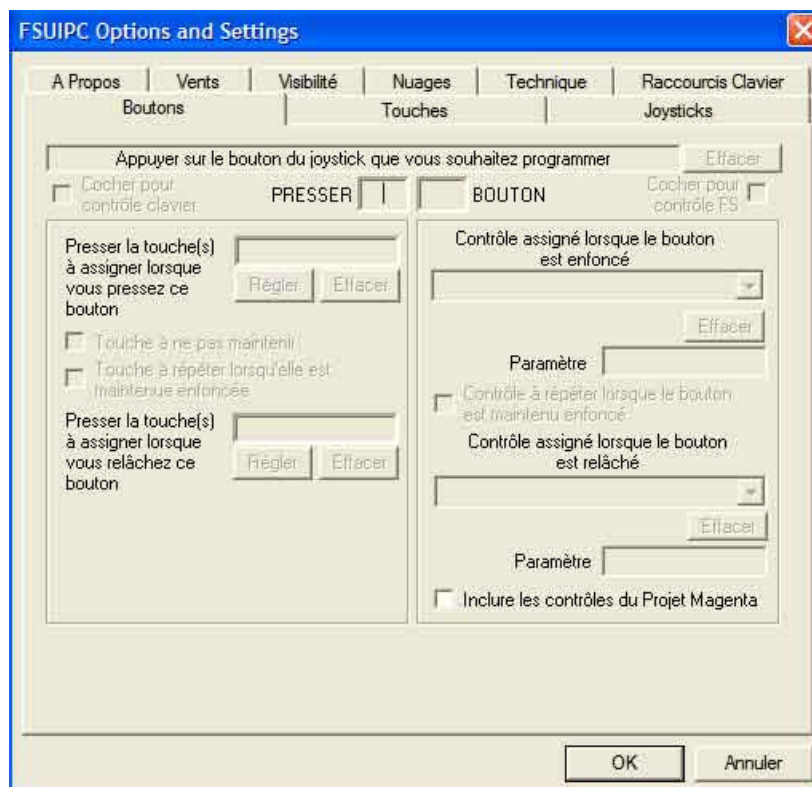 FSUIPC Options and Settings
A Propos
Vents
Visibilité
Nuages
Technique
Raccourcis Clavier
Boutons
Touches
Joysticks
Appuyer sur le bouton du joystick que vous souhaitez programmer
Effacer
Cocher pour
contrôle clavier
PRESSER
BOUTON
Cocher pour
contrôle FS
Presser la touche(s)
à assigner lorsque
vous pressez ce
bouton
Régler
Effacer
Touche à ne pas maintenir
Touche à répéter lorsqu'elle est
maintenue enfoncée
Presser la touche(s)
à assigner lorsque
vous relâchez ce
bouton
Régler
Effacer
Contrôle assigné lorsque le bouton
est enfoncé
Effacer
Paramètre
Contrôle à répéter lorsque le bouton
est maintenu enfoncé
Contrôle assigné lorsque le bouton
est relâché
Effacer
Paramètre
Inclure les contrôles du Projet Magenta
OK
Annuler